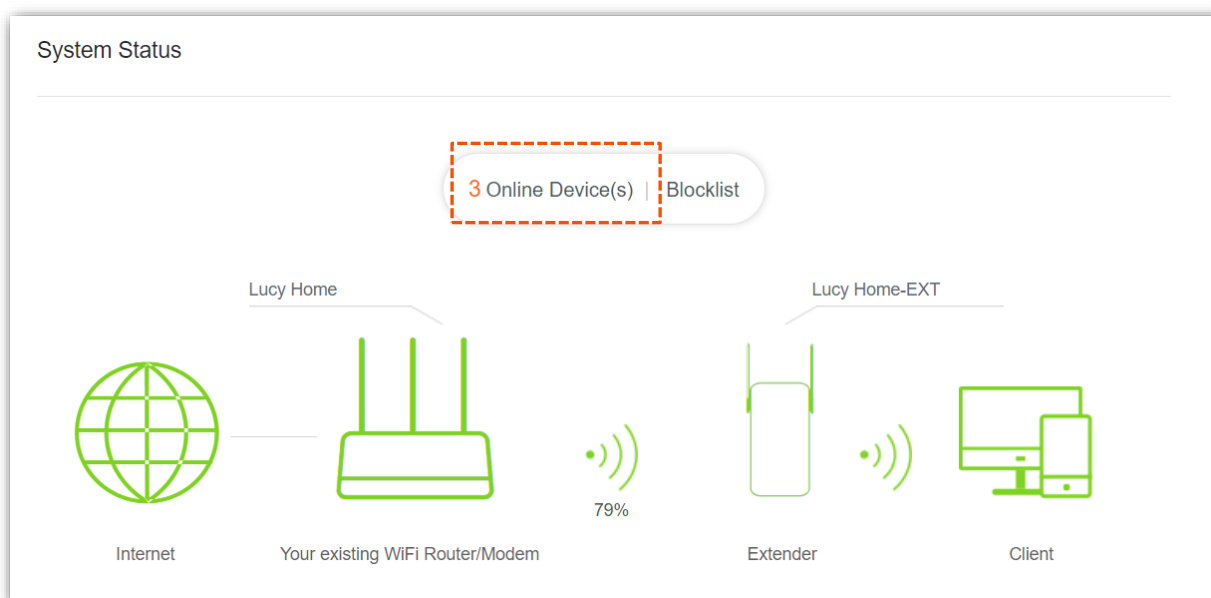 System Status
3 Online Device(s) | Blocklist
Lucy Home
Lucy Home-EXT
79%
Internet
Your existing WiFi Router/Modem
Extender
Client